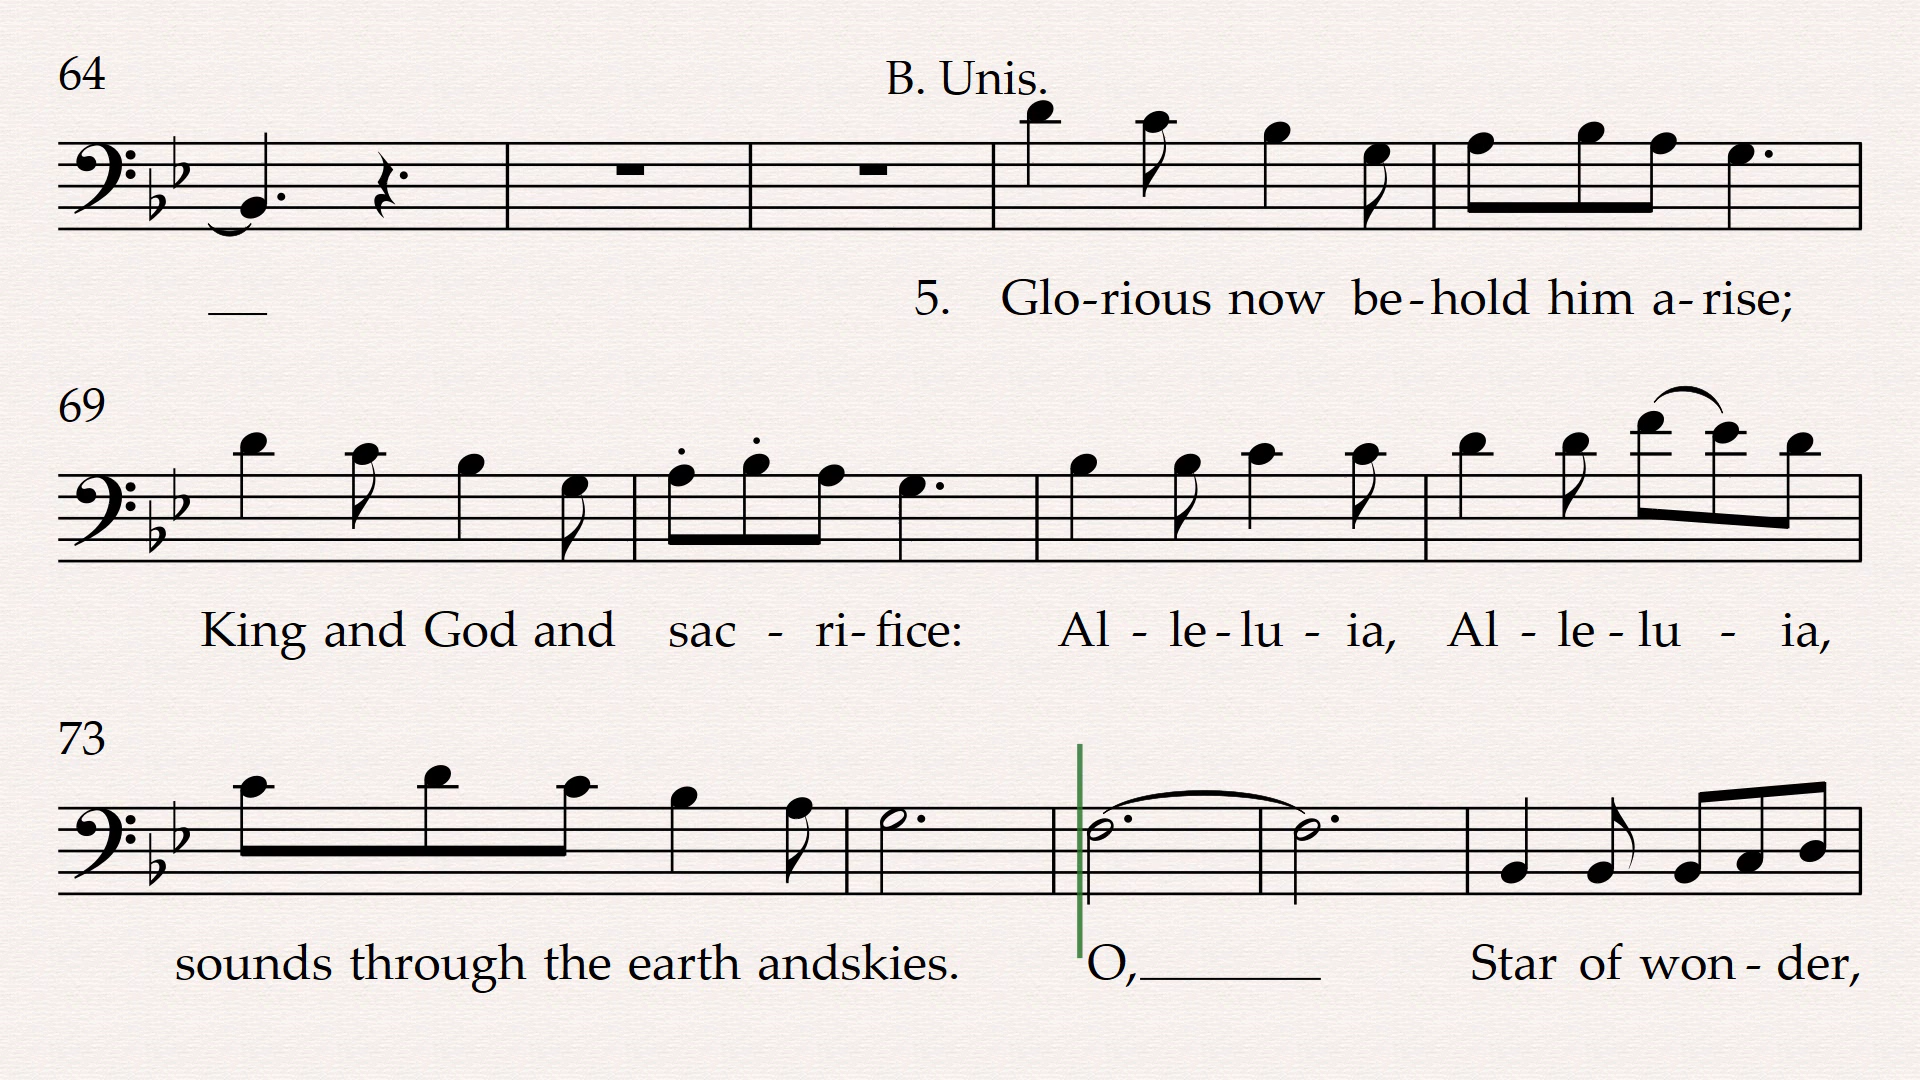 64
B. Unis.
5. Glo-rious now be-hold him a-rise;
69
King and God and sac - ri-fice: Al - le-lu - ia, Al - le-lu - ia,
73
sounds through the earth andskies. O,_____ Star of won-der,